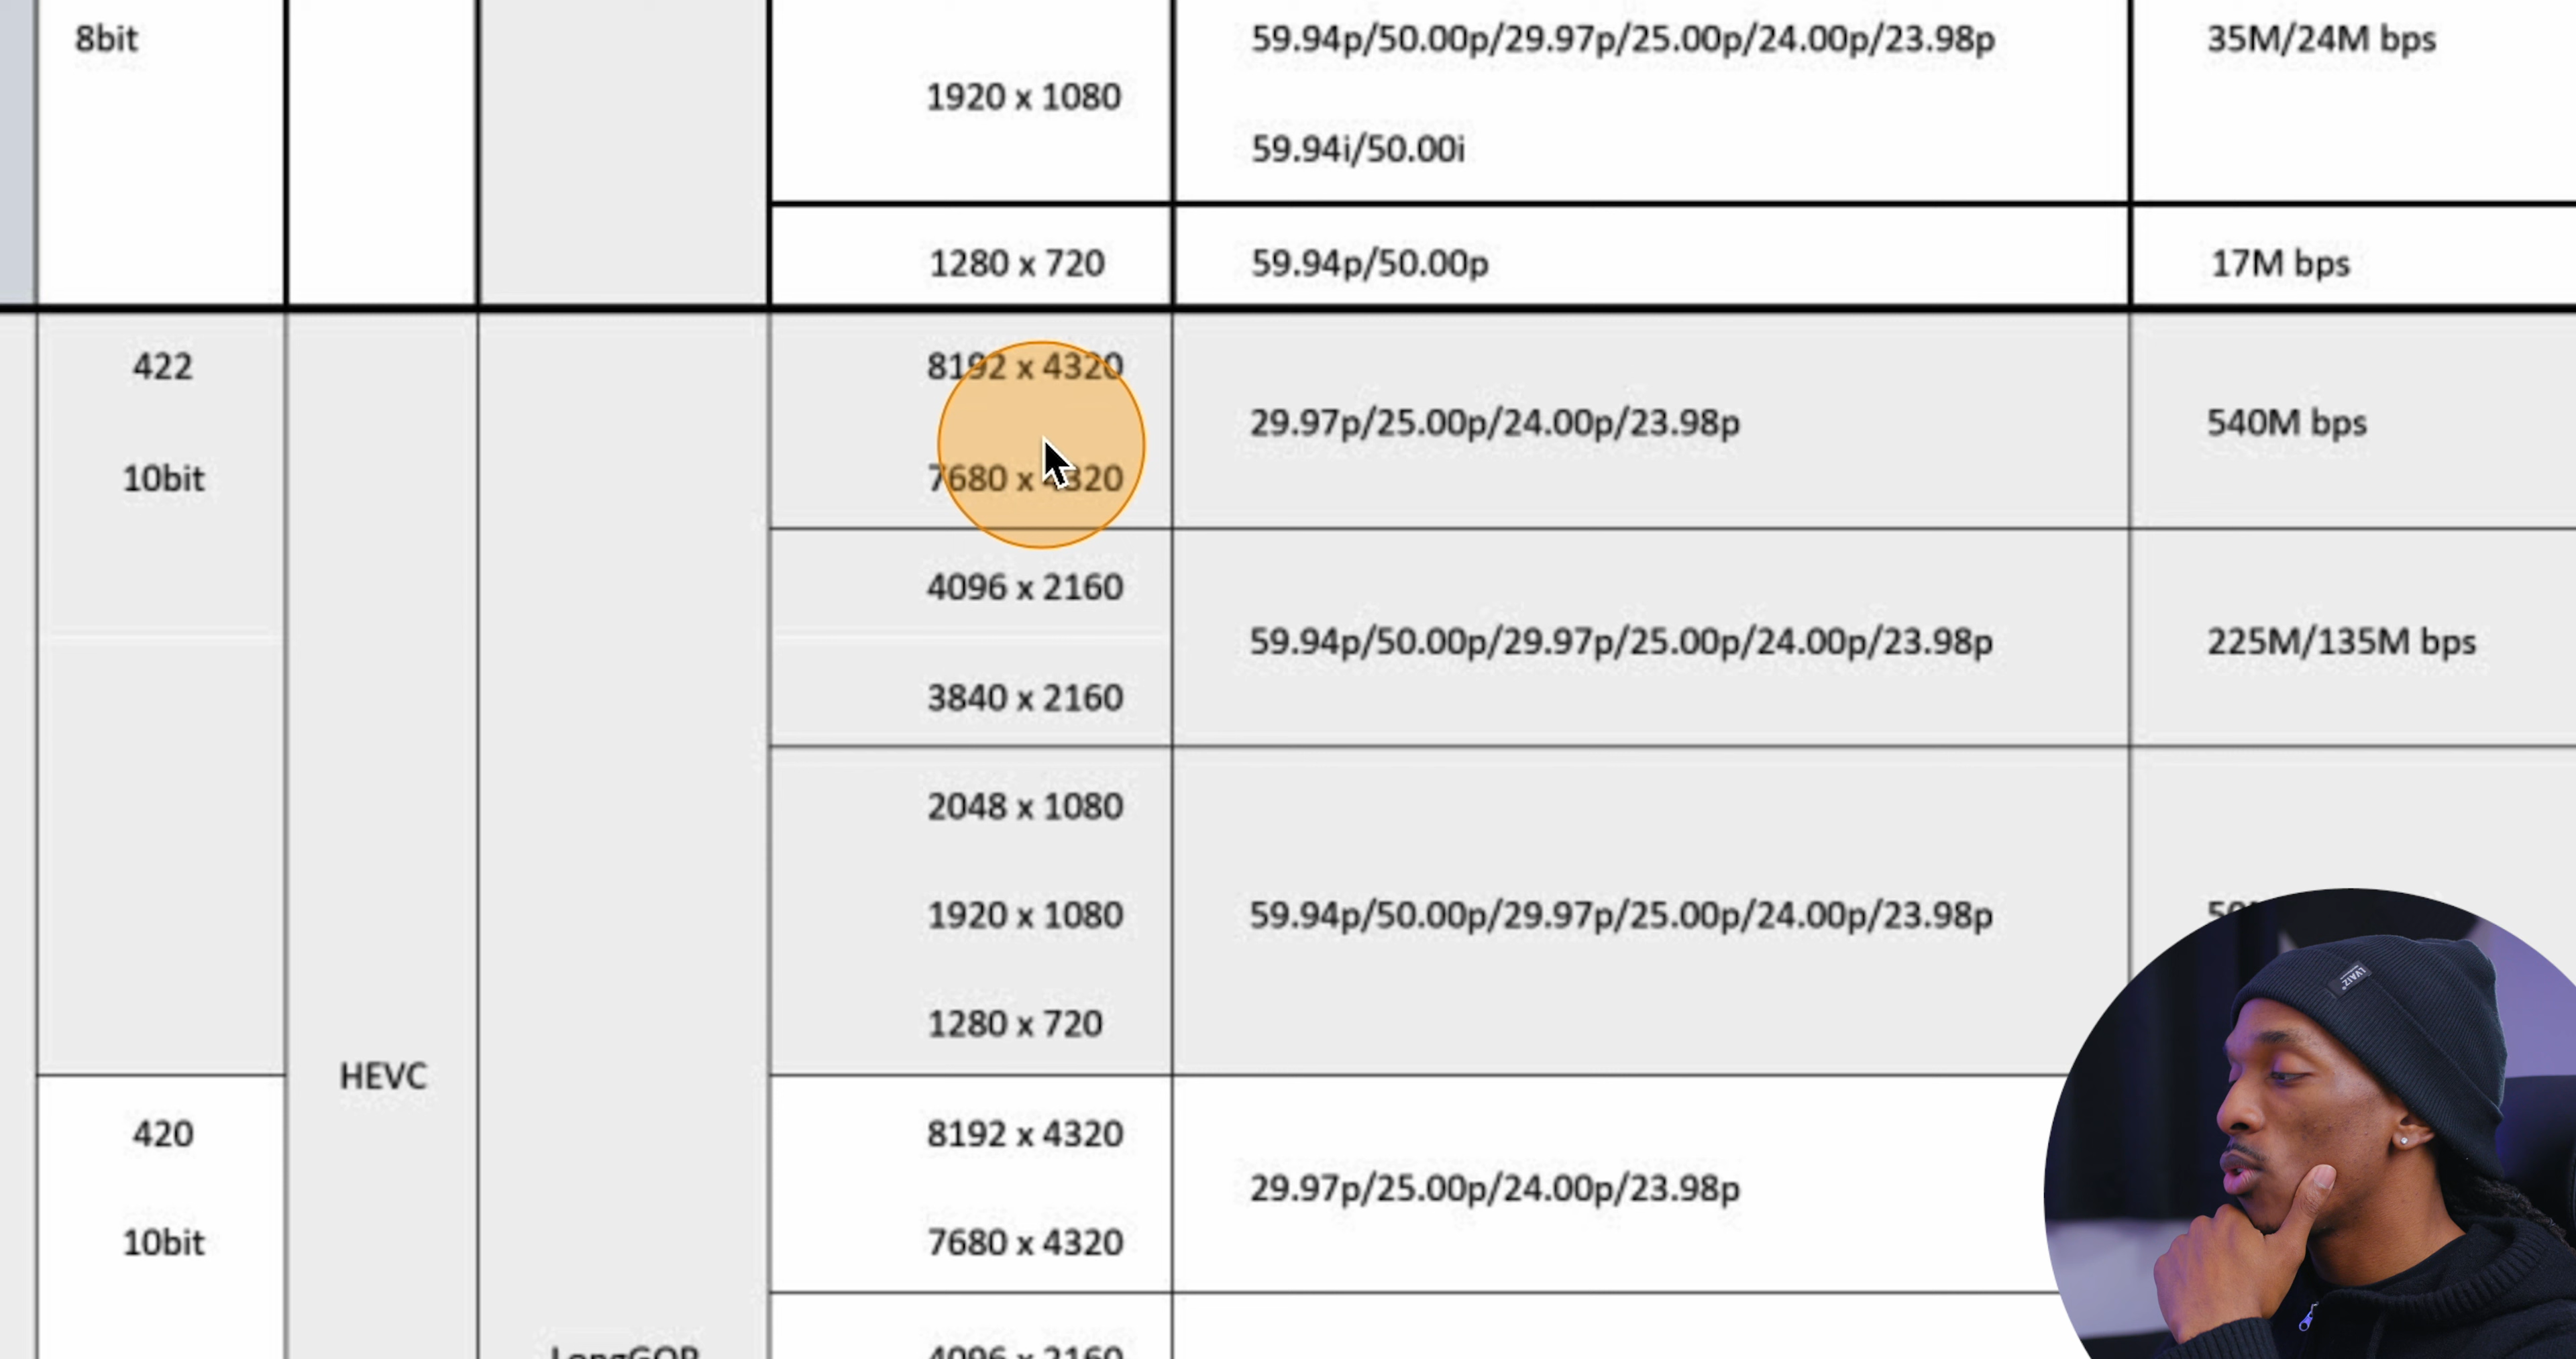 8bit
59.94p/50.00p/29.97p/25.00p/24.00p/23.98p
35M/24M bps
1920 x 1080
59.94i/50.00i
1280 x 720
59.94p/50.00p
17M bps
422
8192 x 4320
29.97p/25.00p/24.00p/23.98p
540M bps
10bit
7680 x 4320
4096 x 2160
59.94p/50.00p/29.97p/25.00p/24.00p/23.98p
225M/135M bps
3840 x 2160
2048 x 1080
1920 x 1080
59.94p/50.00p/29.97p/25.00p/24.00p/23.98p
1280 x 720
HEVC
420
8192 x 4320
29.97p/25.00p/24.00p/23.98p
10bit
7680 x 4320
LongGOP
4096 x 2160